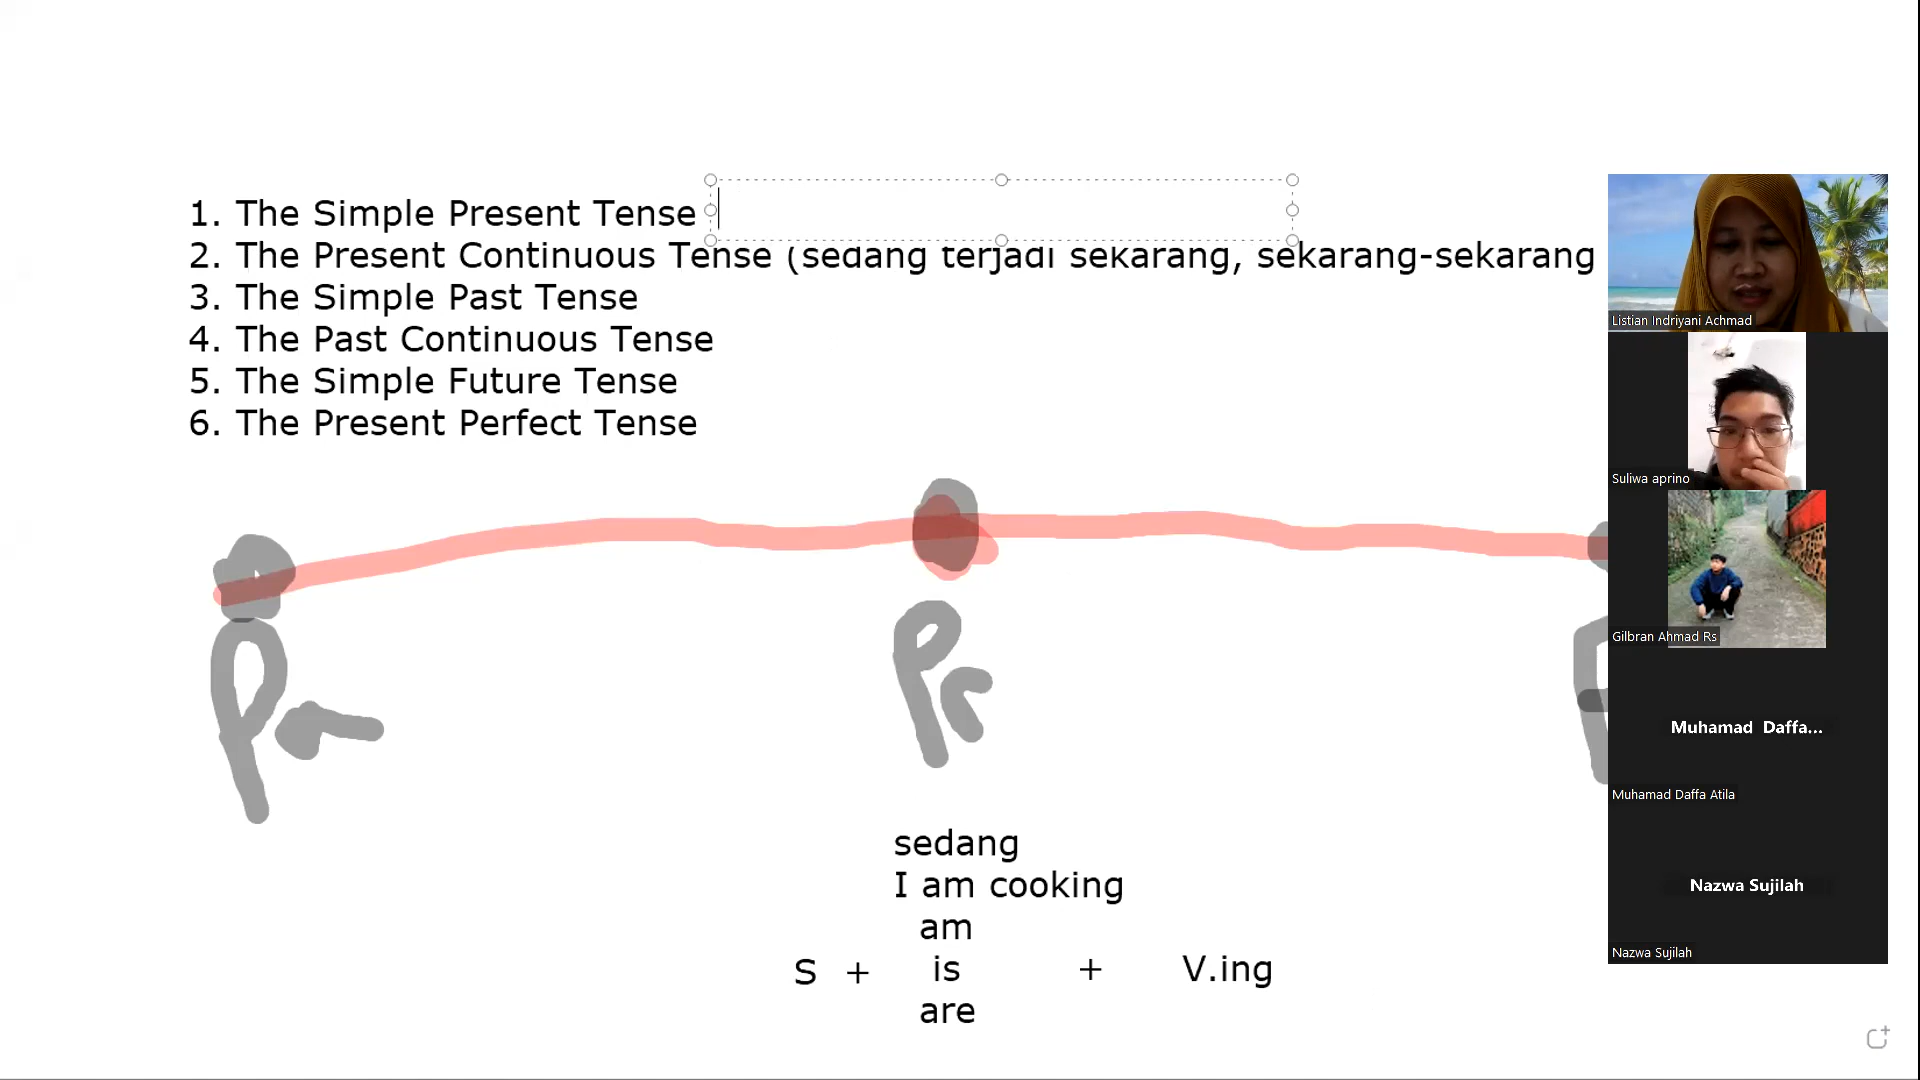 1. The Simple Present Tense
2. The Present Continuous Tense (sedang terjadi sekarang, sekarang-sekarang
3. The Simple Past Tense
4. The Past Continuous Tense
5. The Simple Future Tense
6. The Present Perfect Tense
Pa
Pr
F
sedang
I am cooking
am
S + is + V.ing
are
Listian Indriyani Achmad
Suliwa aprino
Gilbran Ahmad Rs
Muhamad Daffa...
Muhamad Daffa Atila
Nazwa Sujilah
Nazwa Sujilah